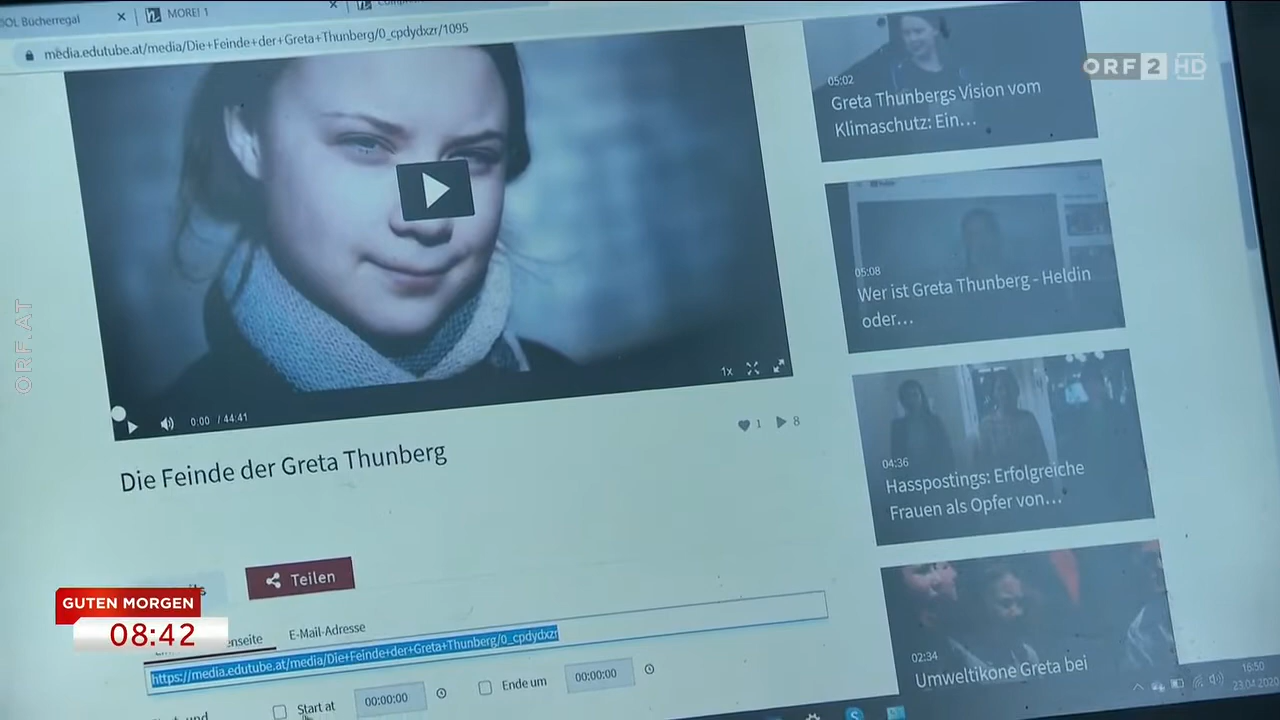 OL Bücherregal
MOREI 1
media.edutube.at/media/Die+Feinde+der+Greta+Thunberg/0_cpdydxzr/1095
ORF 2 HD
05:02
Greta Thunbergs Vision vom
Klimaschutz: Ein...
05:08
Wer ist Greta Thunberg - Heldin
oder...
ORF.AT
1x
0:00 / 44:41
1
8
Die Feinde der Greta Thunberg
04:36
Hasspostings: Erfolgreiche
Frauen als Opfer von...
Teilen
GUTEN MORGEN
08:42
enseite
E-Mail-Adresse
https://media.edutube.at/media/Die+Feinde+der+Greta+Thunberg/0_cpdydxzr
02:34
Umweltikone Greta bei
Start at
00:00:00
Ende um
00:00:00
16:50
23.04.2020